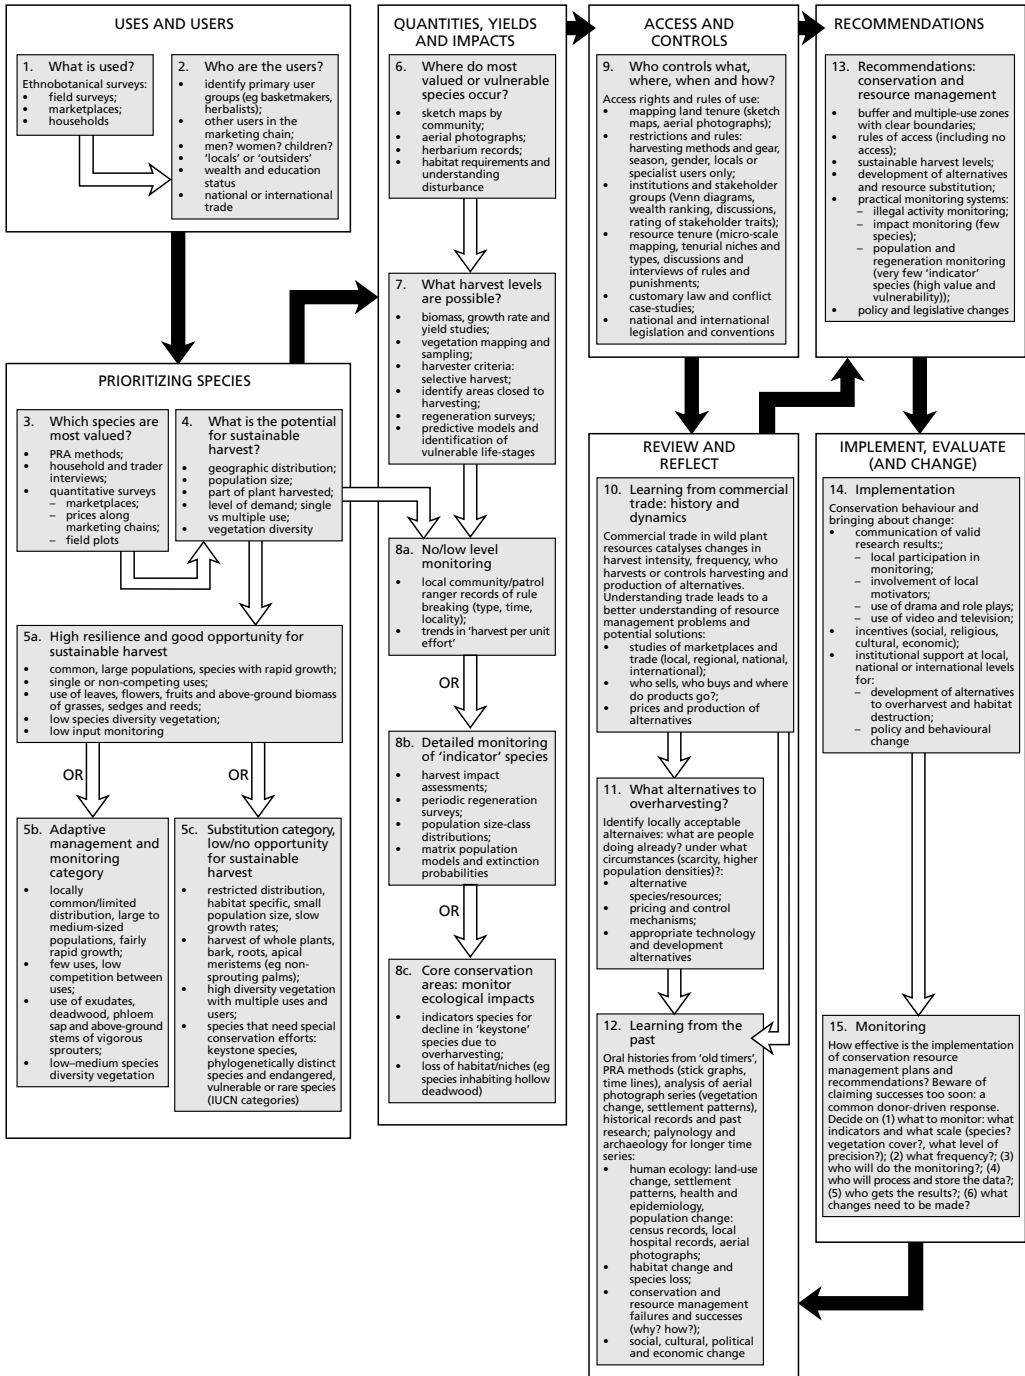 USES AND USERS
1. What is used?
Ethnobotanical surveys:
• field surveys;
• marketplaces;
• households
2. Who are the users?
• identify primary user
groups (eg basketmakers,
herbalists);
• other users in the
marketing chain;
• men? women? children?
• 'locals' or 'outsiders'
• wealth and education
status
• national or international
trade
PRIORITIZING SPECIES
3. Which species are
most valued?
• PRA methods;
• household and trader
interviews;
• quantitative surveys
– marketplaces;
– prices along
marketing chains;
– field plots
4. What is the potential
for sustainable
harvest?
• geographic distribution;
• population size;
• part of plant harvested;
• level of demand; single
vs multiple use;
• vegetation diversity
5a. High resilience and good opportunity for
sustainable harvest
• common, large populations, species with rapid growth;
• single or non-competing uses;
• use of leaves, flowers, fruits and above-ground biomass
of grasses, sedges and reeds;
• low species diversity vegetation;
• low input monitoring
OR
OR
5b. Adaptive
management and
monitoring
category
• locally
common/limited
distribution, large to
medium-sized
populations, fairly
rapid growth;
• few uses, low
competition between
uses;
• use of exudates,
deadwood, phloem
sap and above-ground
stems of vigorous
sprouters;
• low–medium species
diversity vegetation
5c. Substitution category,
low/no opportunity
for sustainable
harvest
• restricted distribution,
habitat specific, small
population size, slow
growth rates;
• harvest of whole plants,
bark, roots, apical
meristems (eg non-
sprouting palms);
• high diversity vegetation
with multiple uses and
users;
• species that need special
conservation efforts:
keystone species,
phylogenetically distinct
species and endangered,
vulnerable or rare species
(IUCN categories)
QUANTITIES, YIELDS
AND IMPACTS
6. Where do most
valued or vulnerable
species occur?
• sketch maps by
community;
• aerial photographs;
• herbarium records;
• habitat requirements and
understanding
disturbance
7. What harvest levels
are possible?
• biomass, growth rate and
yield studies;
• vegetation mapping and
sampling;
• harvester criteria:
selective harvest;
• identify areas closed to
harvesting;
• regeneration surveys;
• predictive models and
identification of
vulnerable life-stages
8a. No/low level
monitoring
• local community/patrol
ranger records of rule
breaking (type, time,
locality);
• trends in 'harvest per unit
effort'
OR
8b. Detailed monitoring
of 'indicator' species
• harvest impact
assessments;
• periodic regeneration
surveys;
• population size-class
distributions;
• matrix population
models and extinction
probabilities
OR
8c. Core conservation
areas: monitor
ecological impacts
• indicators species for
decline in 'keystone'
species due to
overharvesting;
• loss of habitat/niches (eg
species inhabiting hollow
deadwood)
ACCESS AND
CONTROLS
9. Who controls what,
where, when and how?
Access rights and rules of use:
• mapping land tenure (sketch
maps, aerial photographs);
• restrictions and rules:
harvesting methods and gear,
season, gender, locals or
specialist users only;
• institutions and stakeholder
groups (Venn diagrams,
wealth ranking, discussions,
rating of stakeholder traits);
• resource tenure (micro-scale
mapping, tenurial niches and
types, discussions and
interviews of rules and
punishments;
• customary law and conflict
case-studies;
• national and international
legislation and conventions
REVIEW AND
REFLECT
10. Learning from commercial
trade: history and
dynamics
Commercial trade in wild plant
resources catalyses changes in
harvest intensity, frequency, who
harvests or controls harvesting and
production of alternatives.
Understanding trade leads to a
better understanding of resource
management problems and
potential solutions:
• studies of marketplaces and
trade (local, regional, national,
international);
• who sells, who buys and where
do products go?;
• prices and production of
alternatives
11. What alternatives to
overharvesting?
Identify locally acceptable
alternaives: what are people
doing already? under what
circumstances (scarcity, higher
population densities)?:
• alternative
species/resources;
• pricing and control
mechanisms;
• appropriate technology
and development
alternatives
12. Learning from the
past
Oral histories from 'old timers',
PRA methods (stick graphs,
time lines), analysis of aerial
photograph series (vegetation
change, settlement patterns),
historical records and past
research; palynology and
archaeology for longer time
series:
• human ecology: land-use
change, settlement
patterns, health and
epidemiology,
population change:
census records, local
hospital records, aerial
photographs;
• habitat change and
species loss;
• conservation and
resource management
failures and successes
(why? how?);
• social, cultural, political
and economic change
RECOMMENDATIONS
13. Recommendations:
conservation and
resource management
• buffer and multiple-use zones
with clear boundaries;
• rules of access (including no
access);
• sustainable harvest levels;
• development of alternatives
and resource substitution;
• practical monitoring systems:
– illegal activity monitoring;
– impact monitoring (few
species);
– population and
regeneration monitoring
(very few 'indicator'
species (high value and
vulnerability));
• policy and legislative changes
IMPLEMENT, EVALUATE
(AND CHANGE)
14. Implementation
Conservation behaviour and
bringing about change:
• communication of valid
research results:;
– local participation in
monitoring;
– involvement of local
motivators;
– use of drama and role plays;
– use of video and television;
• incentives (social, religious,
cultural, economic);
• institutional support at local,
national or international levels
for:
– development of alternatives
to overharvest and habitat
destruction;
– policy and behavioural
change
15. Monitoring
How effective is the implementation
of conservation resource
management plans and
recommendations? Beware of
claiming successes too soon: a
common donor-driven response.
Decide on (1) what to monitor: what
indicators and what scale (species?
vegetation cover?, what level of
precision?); (2) what frequency?; (3)
who will do the monitoring?; (4)
who will process and store the data?;
(5) who gets the results?; (6) what
changes need to be made?